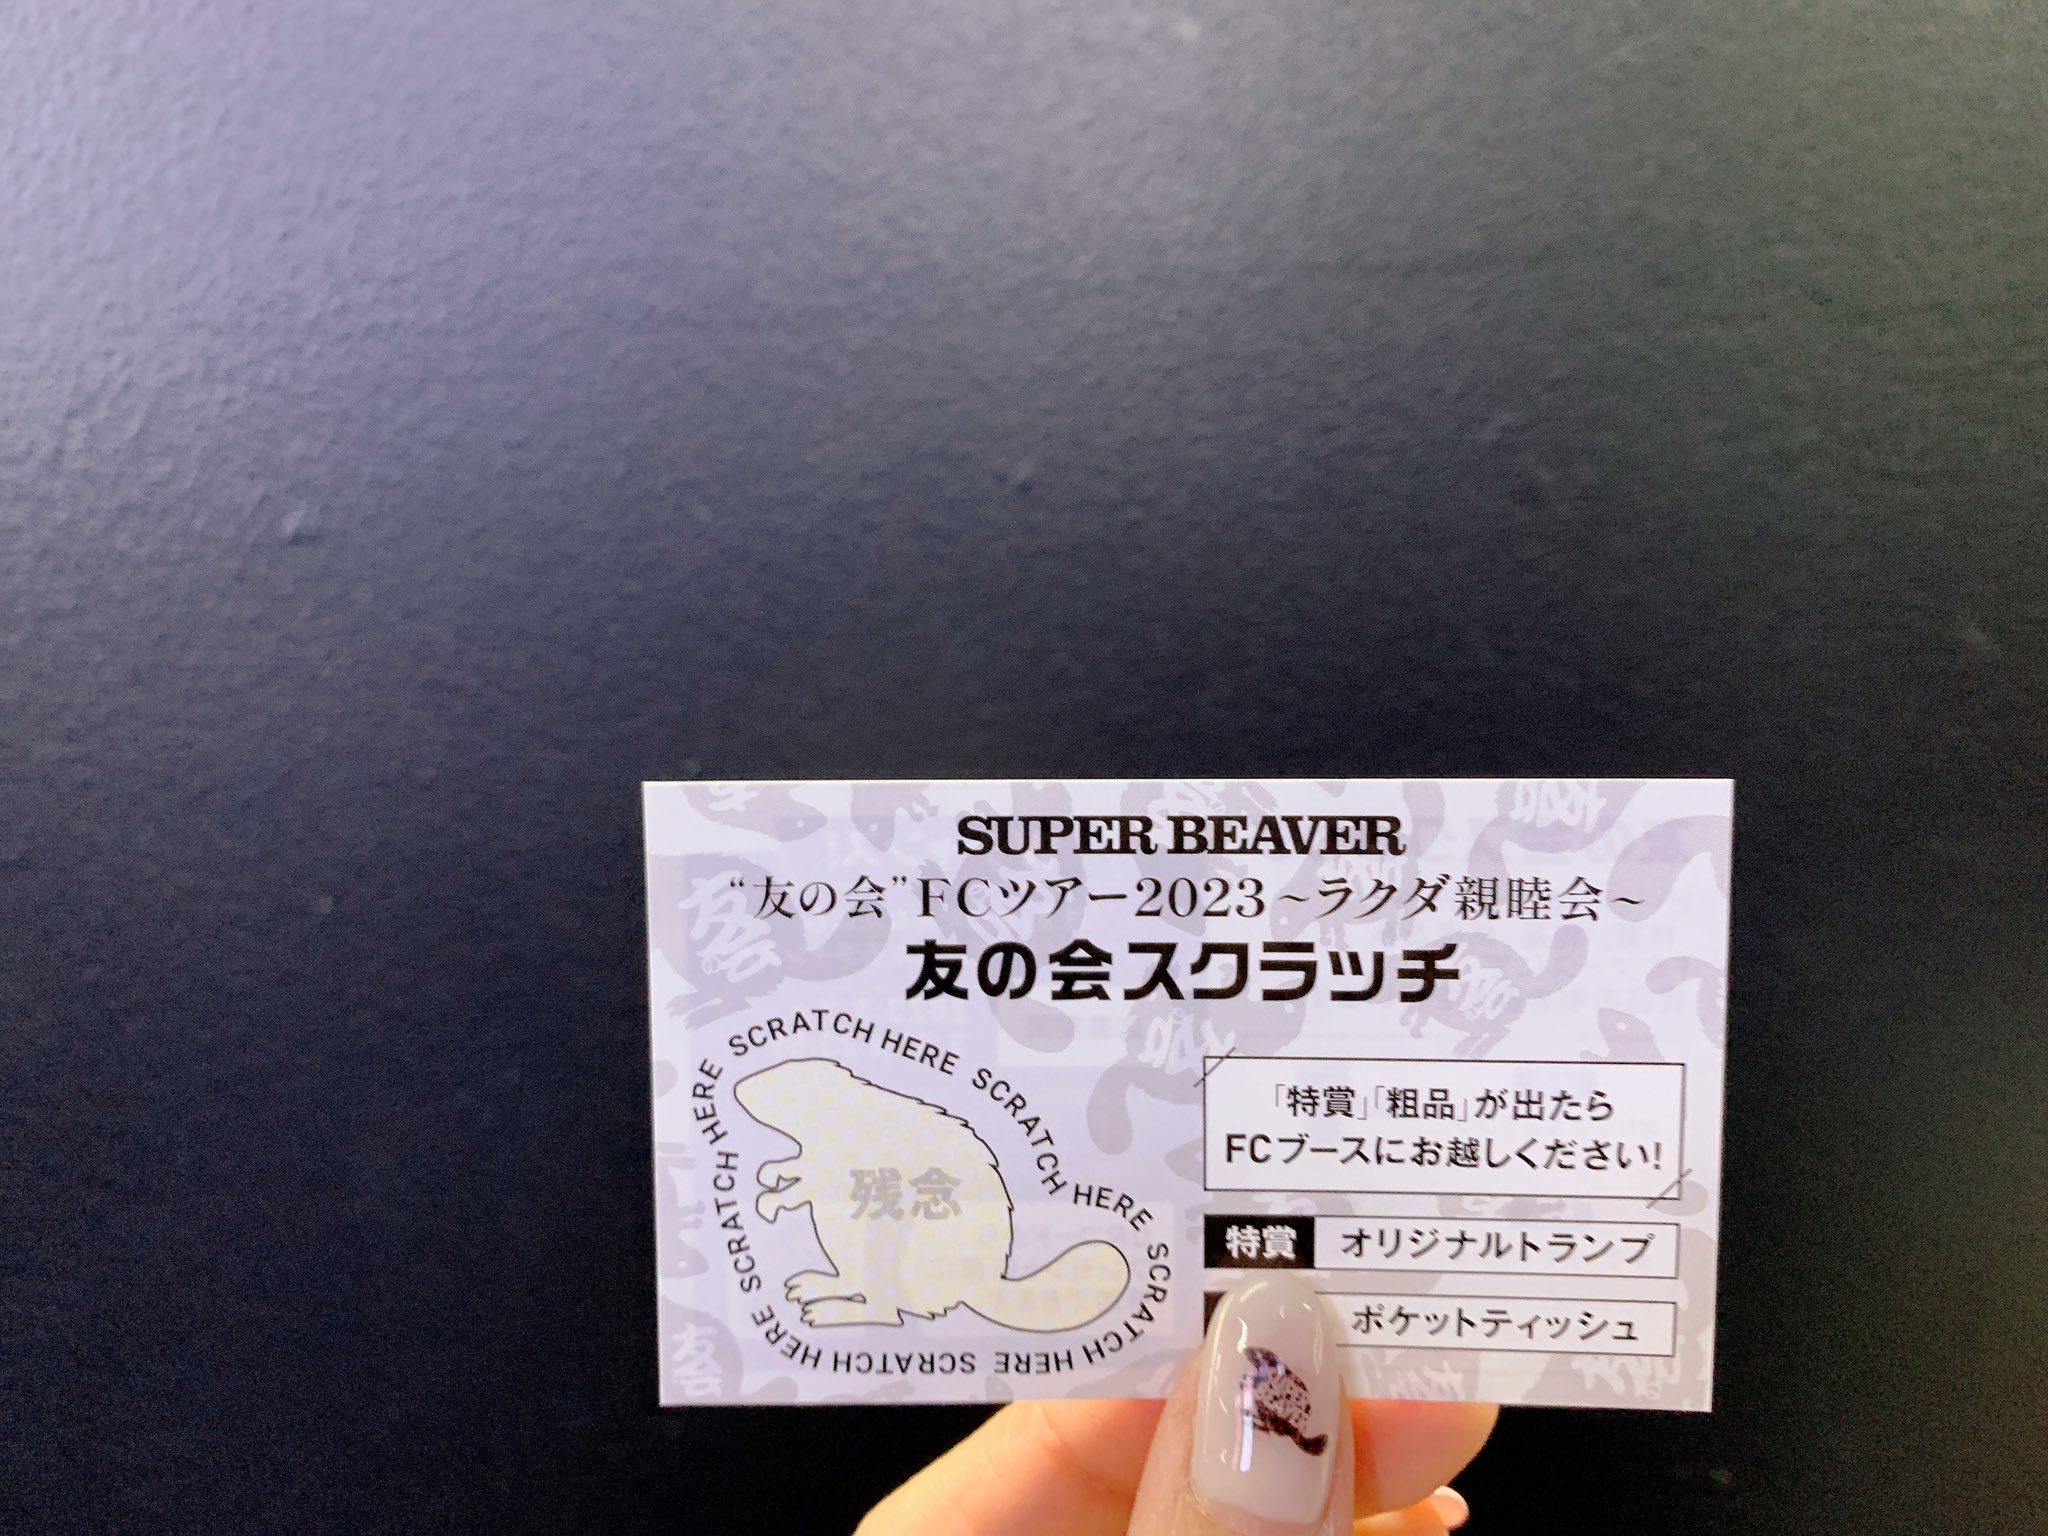 SUPER BEAVER
“友の会”FCツアー2023～ラクダ親睦会～
友の会スクラッチ
SCRATCH HERE SCRATCH HERE SCRATCH HERE SCRATCH HERE SCRATCH HERE
残念
「特賞」「粗品」が出たら
FCブースにお越しください!
特賞 オリジナルトランプ
ポケットティッシュ